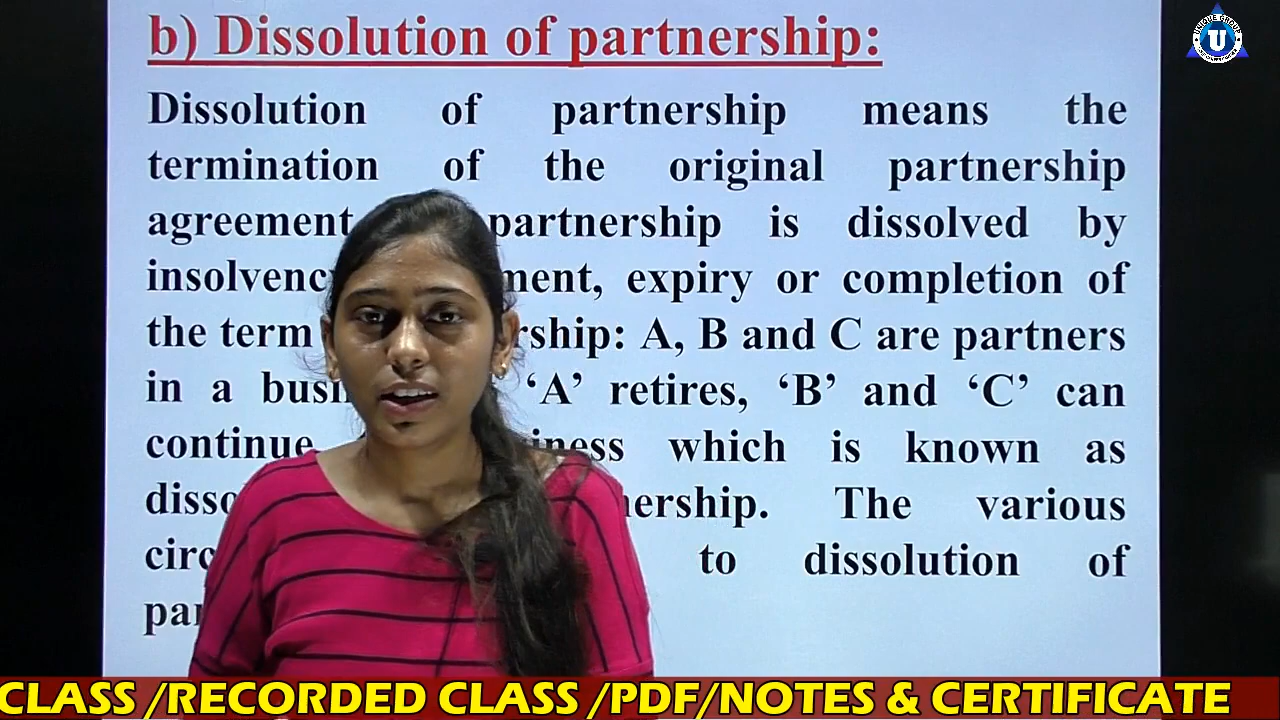 b) Dissolution of partnership:
UNIQUE GROUP
U
Dissolution of partnership means the
termination of the original partnership
agreement partnership is dissolved by
insolvenc ment, expiry or completion of
the term rship: A, B and C are partners
in a busi ‘A’ retires, ‘B’ and ‘C’ can
continue iness which is known as
disso nership. The various
circ to dissolution of
par
CLASS /RECORDED CLASS /PDF/NOTES & CERTIFICATE